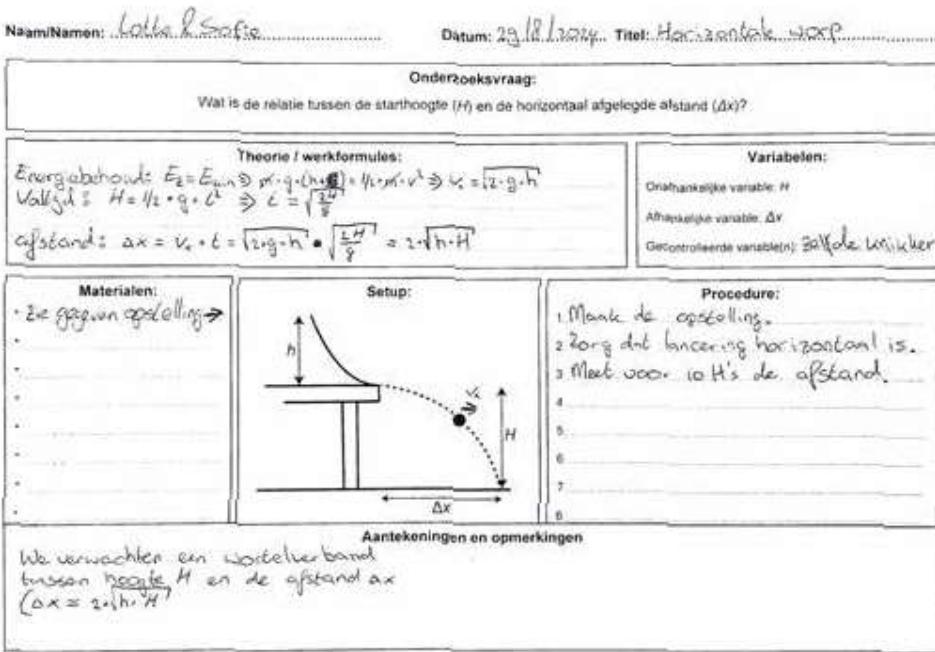 Naam/Namen: Lotte & Sofie Datum: 29/8/2024 Titel: Horizontale worp
Onderzoeksvraag:
Wat is de relatie tussen de starthoogte (H) en de horizontaal afgelegde afstand (Δx)?
Theorie / werkformules:
Energiebehoud: Ez = Ekin ⇒ m·g·(h+) = 1/2·m·v² ⇒ vx = √2·g·h
Valtijd: H = 1/2·g·t² ⇒ t = √2H/g
afstand: Δx = vx·t = √2·g·h · √2H/g = 2·√h·H
Variabelen:
Onafhankelijke variable: H
Afhankelijke variable: Δx
Gecontroleerde variable(n): Zelfde knikker
Materialen:
• Zie gegeven opstelling →
•
•
•
•
•
•
•
Setup:
h
vx
H
Δx
Procedure:
1. Maak de opstelling.
2. Zorg dat lancering horizontaal is.
3. Meet voor 10 H's de afstand.
4.
5.
6.
7.
8.
Aantekeningen en opmerkingen
We verwachten een wortelverband
tussen hoogte H en de afstand Δx
(Δx = 2·√h·H